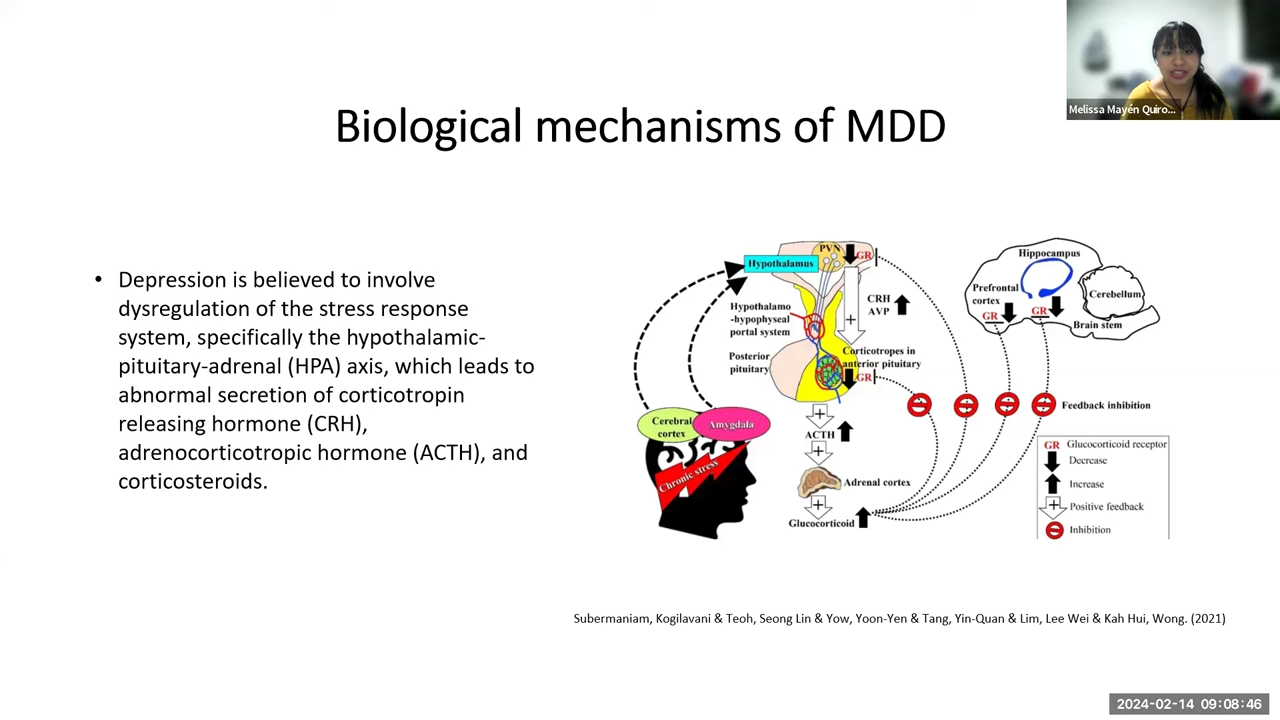 Melissa Mayén Quiro...
Biological mechanisms of MDD
• Depression is believed to involve
dysregulation of the stress response
system, specifically the hypothalamic-
pituitary-adrenal (HPA) axis, which leads to
abnormal secretion of corticotropin
releasing hormone (CRH),
adrenocorticotropic hormone (ACTH), and
corticosteroids.
PVN
GR
Hypothalamus
Hypothalamo
-hypophyseal
portal system
CRH
AVP
+
Posterior
pituitary
Corticotropes in
anterior pituitary
GR
Cerebral
cortex
Amygdala
Chronic stress
+
ACTH
+
Adrenal cortex
+
Glucocorticoid
Hippocampus
Prefrontal
cortex
GR
GR
Cerebellum
Brain stem
Feedback inhibition
GR Glucocorticoid receptor
Decrease
Increase
+ Positive feedback
Inhibition
Subermaniam, Kogilavani & Teoh, Seong Lin & Yow, Yoon-Yen & Tang, Yin-Quan & Lim, Lee Wei & Kah Hui, Wong. (2021)
2024-02-14 09:08:46